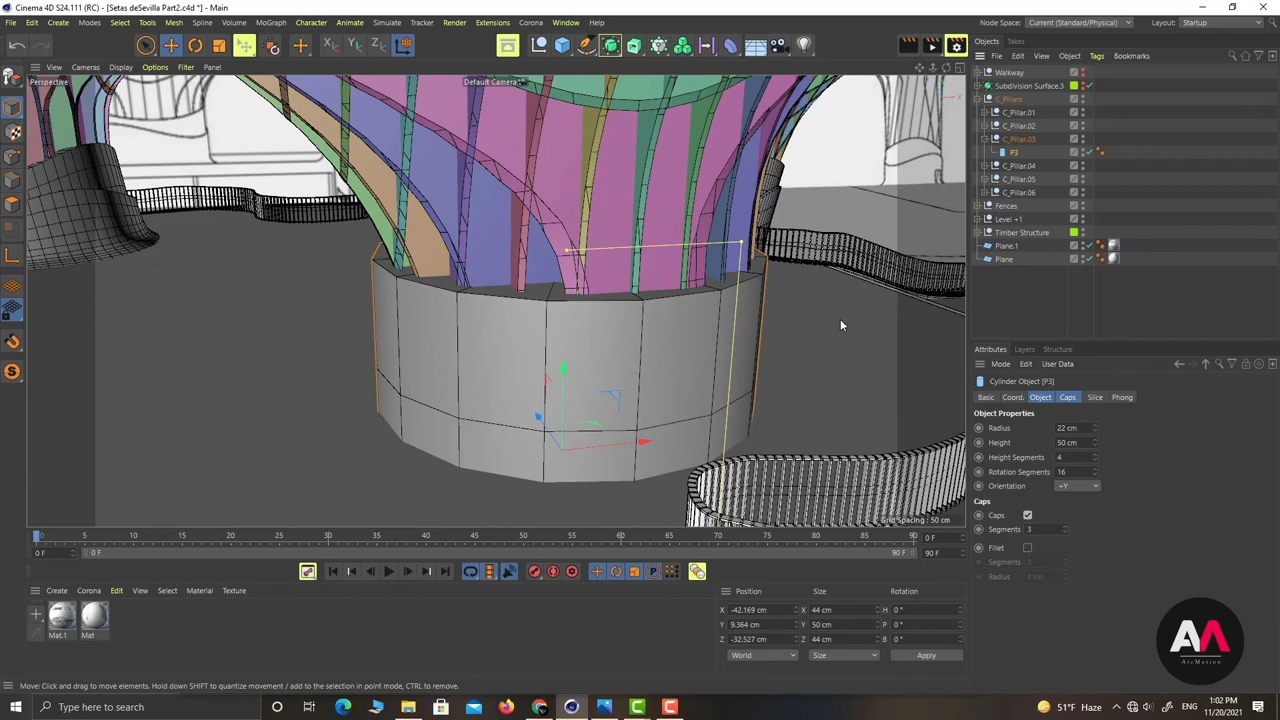 Cinema 4D S24.111 (RC) - [Setas deSevilla Part2.c4d *] - Main
File Edit Create Modes Select Tools Mesh Spline Volume MoGraph Character Animate Simulate Tracker Render Extensions Corona Window Help
Node Space: Current (Standard/Physical) Layout: Startup
X Y Z
Objects Takes
File Edit View Object Tags Bookmarks
View Cameras Display Options Filter Panel
Perspective
Default Camera
Walkway
Subdivision Surface.3
C_Pillars
C_Pillar.01
C_Pillar.02
C_Pillar.03
P3
C_Pillar.04
C_Pillar.05
C_Pillar.06
Fences
Level +1
Timber Structure
Plane.1
Plane
Attributes Layers Structure
Mode Edit User Data
Cylinder Object [P3]
Basic Coord. Object Caps Slice Phong
Object Properties
Radius 22 cm
Height 50 cm
Height Segments 4
Rotation Segments 16
Orientation +Y
Caps
Caps
Segments 3
Fillet
Segments 3
Radius 3 cm
Grid Spacing : 50 cm
0 5 10 15 20 25 30 35 40 45 50 55 60 65 70 75 80 85 90 0 F
0 F 0 F 90 F 90 F
Create Corona Edit View Select Material Texture
Mat.1 Mat
Position Size Rotation
X -42.169 cm X 44 cm H 0 °
Y 9.364 cm Y 50 cm P 0 °
Z -32.527 cm Z 44 cm B 0 °
World Size Apply
Move: Click and drag to move elements. Hold down SHIFT to quantize movement / add to the selection in point mode, CTRL to remove.
AM
ArcMotion
Type here to search
51°F Haze
1:02 PM
11/20/2021